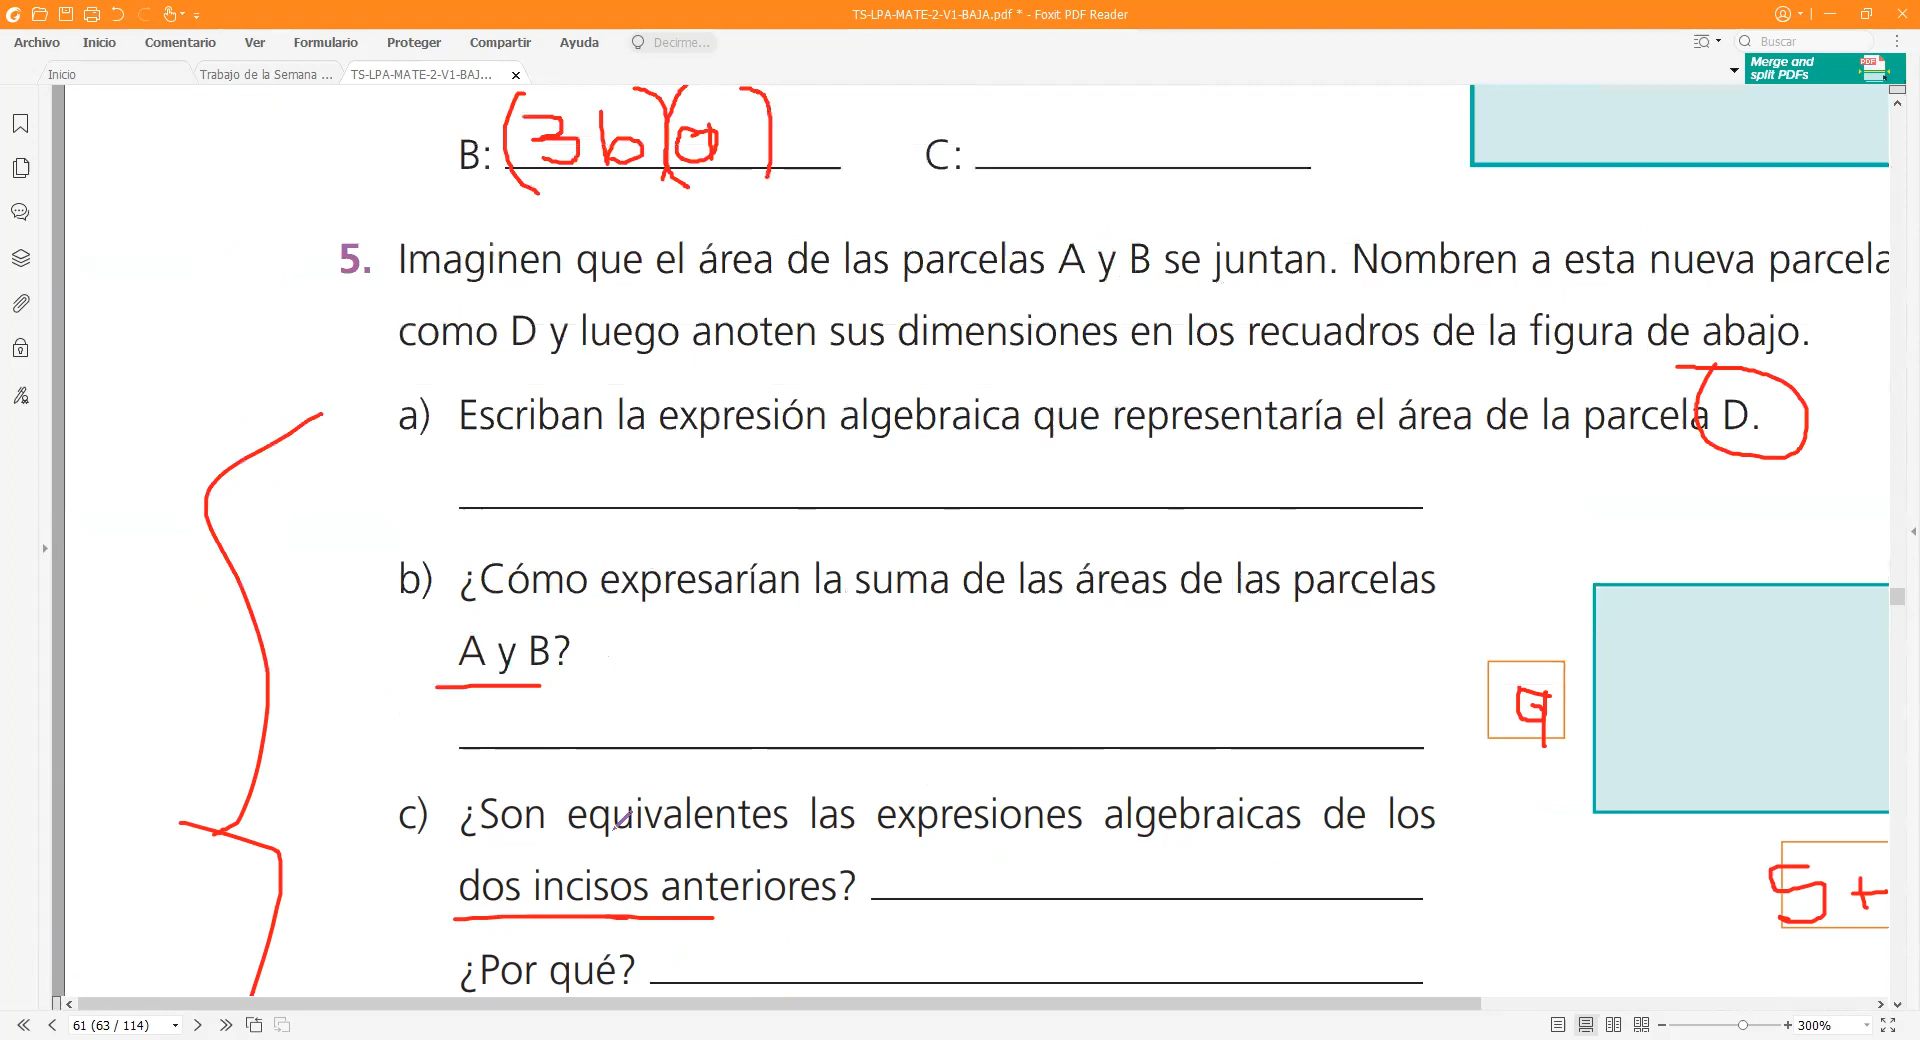 TS-LPA-MATE-2-V1-BAJA.pdf * - Foxit PDF Reader
Archivo Inicio Comentario Ver Formulario Proteger Compartir Ayuda Decirme... Buscar
Inicio Trabajo de la Semana ... TS-LPA-MATE-2-V1-BAJ... Merge and
split PDFs PDF
B: (3b)(a) C:
5. Imaginen que el área de las parcelas A y B se juntan. Nombren a esta nueva parcela
como D y luego anoten sus dimensiones en los recuadros de la figura de abajo.
a) Escriban la expresión algebraica que representaría el área de la parcela D.
b) ¿Cómo expresarían la suma de las áreas de las parcelas
A y B?
c) ¿Son equivalentes las expresiones algebraicas de los
dos incisos anteriores?
5 +
¿Por qué?
61 (63 / 114) 300%